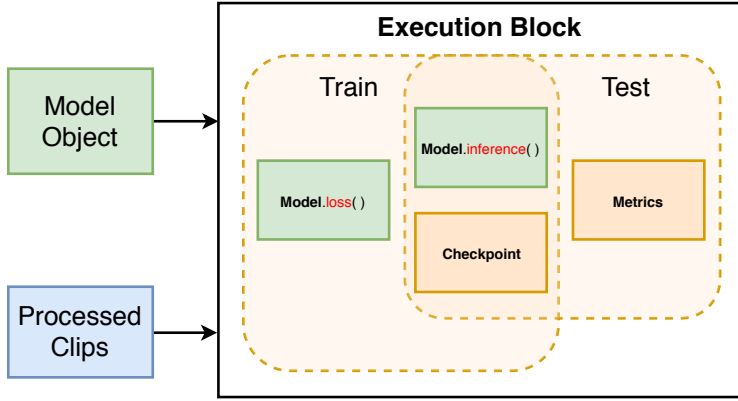 Execution Block
Model
Object
Train
Test
Model.inference( )
Model.loss( )
Metrics
Checkpoint
Processed
Clips